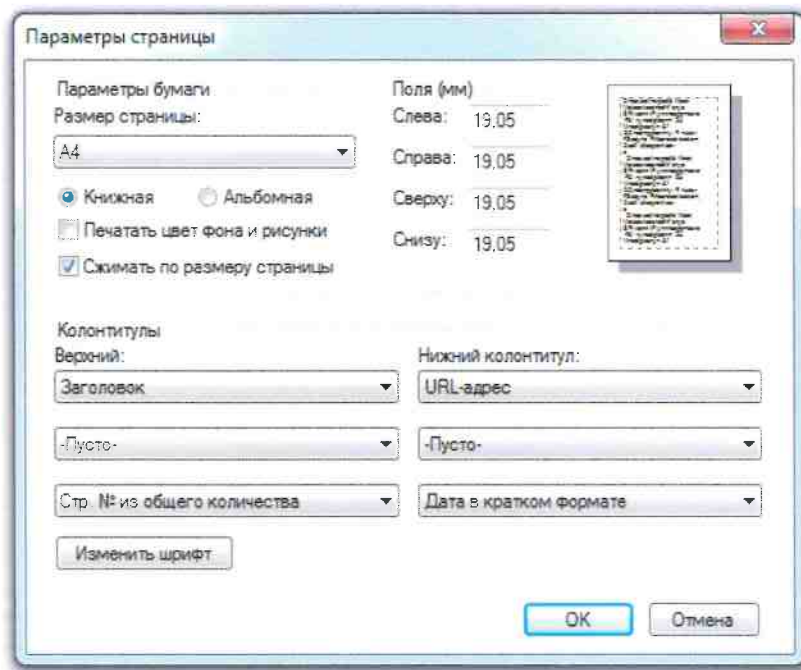 Параметры страницы
Параметры бумаги
Размер страницы:
A4
Книжная Альбомная
Печатать цвет фона и рисунки
Сжимать по размеру страницы
Поля (мм)
Слева: 19,05
Справа: 19,05
Сверху: 19,05
Снизу: 19,05
Колонтитулы
Верхний:
Заголовок
-Пусто-
Стр. № из общего количества
Нижний колонтитул:
URL-адрес
-Пусто-
Дата в кратком формате
Изменить шрифт
OK Отмена